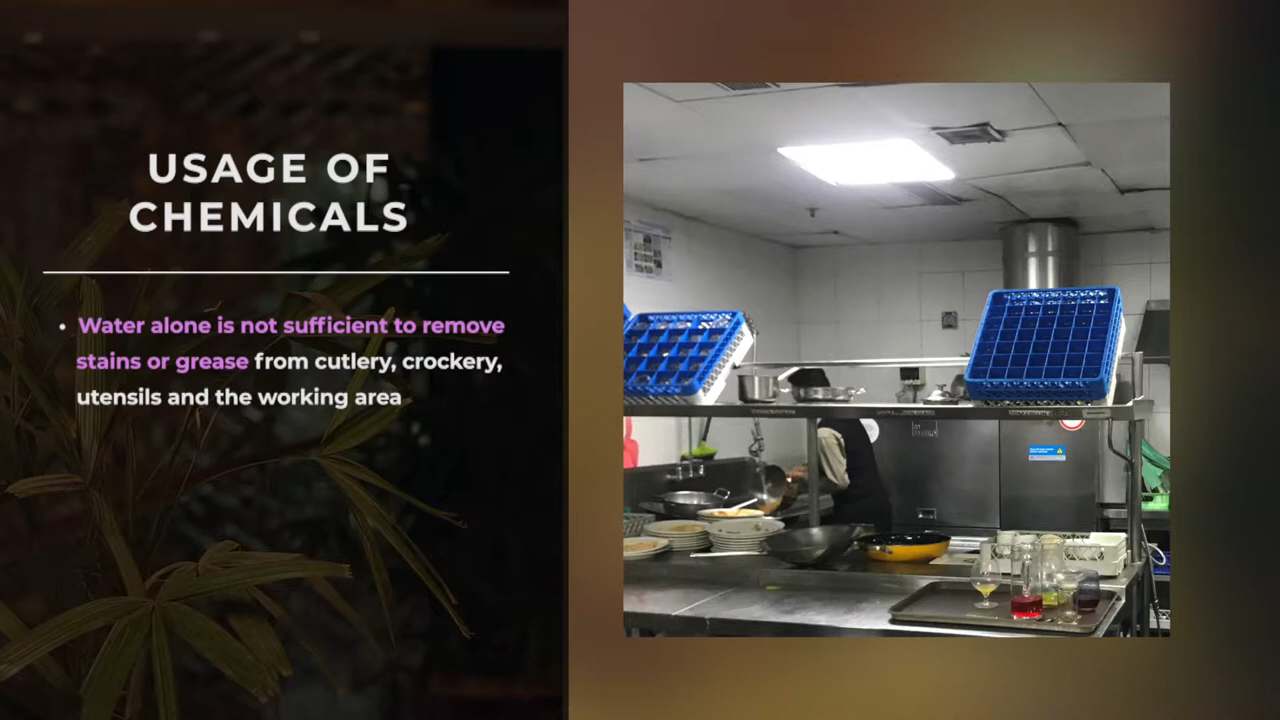 USAGE OF
CHEMICALS
• Water alone is not sufficient to remove
stains or grease from cutlery, crockery,
utensils and the working area